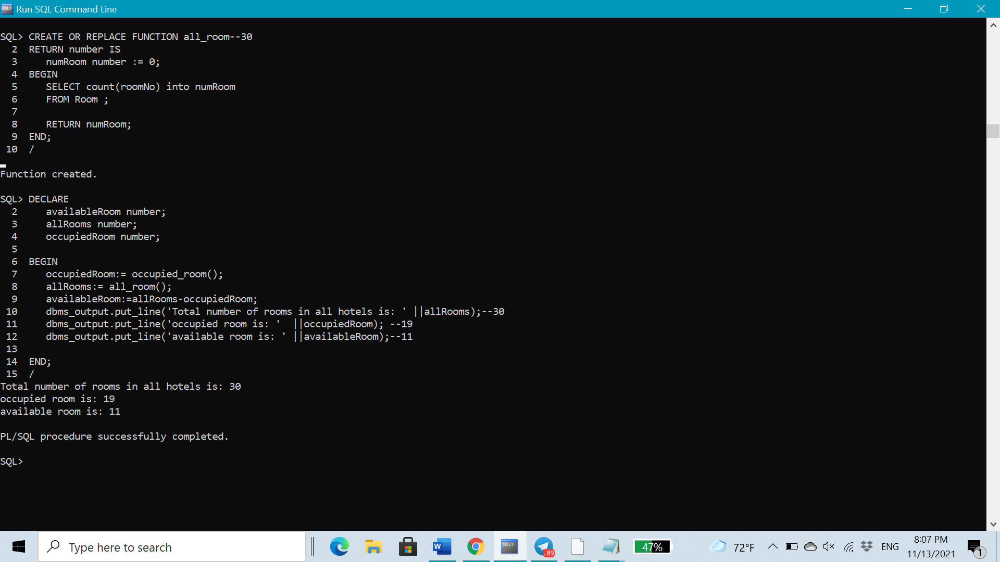 Run SQL Command Line
SQL> CREATE OR REPLACE FUNCTION all_room--30
  2  RETURN number IS
  3     numRoom number := 0;
  4  BEGIN
  5     SELECT count(roomNo) into numRoom
  6     FROM Room ;
  7
  8     RETURN numRoom;
  9  END;
 10  /
Function created.
SQL> DECLARE
  2     availableRoom number;
  3     allRooms number;
  4     occupiedRoom number;
  5
  6  BEGIN
  7     occupiedRoom:= occupied_room();
  8     allRooms:= all_room();
  9     availableRoom:=allRooms-occupiedRoom;
 10     dbms_output.put_line('Total number of rooms in all hotels is: ' ||allRooms);--30
 11     dbms_output.put_line('occupied room is: '  ||occupiedRoom); --19
 12     dbms_output.put_line('available room is: ' ||availableRoom);--11
 13
 14  END;
 15  /
Total number of rooms in all hotels is: 30
occupied room is: 19
available room is: 11
PL/SQL procedure successfully completed.
SQL>
Type here to search
W
SQL>
..89
47%
72°F
ENG
8:07 PM
11/13/2021
1